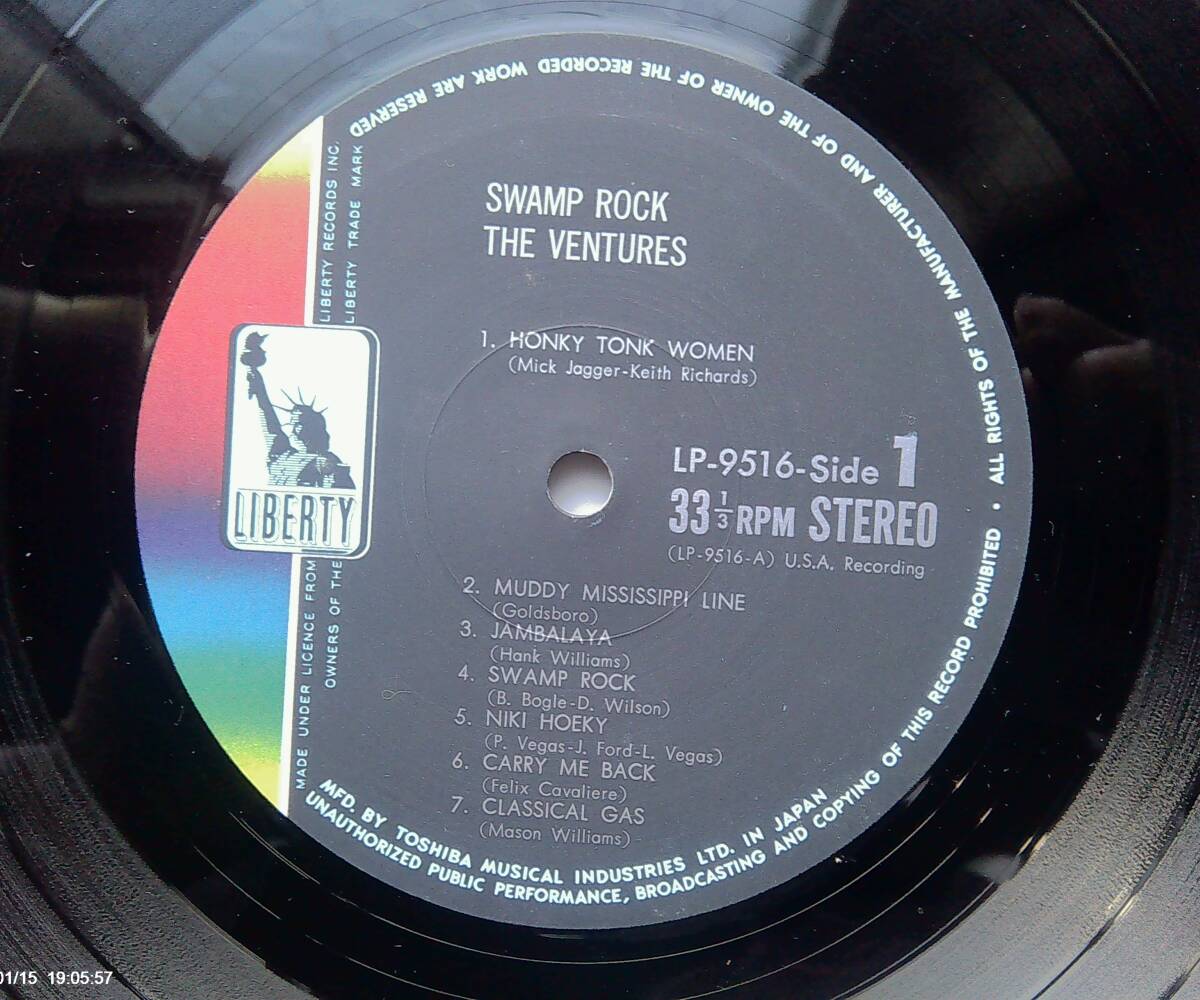 SWAMP ROCK
THE VENTURES
1. HONKY TONK WOMEN
(Mick Jagger-Keith Richards)
LP-9516-Side 1
33 1/3 RPM STEREO
(LP-9516-A) U.S.A. Recording
2. MUDDY MISSISSIPPI LINE
(Goldsboro)
3. JAMBALAYA
(Hank Williams)
4. SWAMP ROCK
(B. Bogle-D. Wilson)
5. NIKI HOEKY
(P. Vegas-J. Ford-L. Vegas)
6. CARRY ME BACK
(Felix Cavaliere)
7. CLASSICAL GAS
(Mason Williams)
LIBERTY
MADE UNDER LICENCE FROM LIBERTY RECORDS INC.
OWNERS OF THE LIBERTY TRADE MARK
MFD. BY TOSHIBA MUSICAL INDUSTRIES LTD. IN JAPAN
UNAUTHORIZED PUBLIC PERFORMANCE, BROADCASTING AND COPYING OF THIS RECORD PROHIBITED • ALL RIGHTS OF THE MANUFACTURER AND OF THE OWNER OF THE RECORDED WORK ARE RESERVED
01/15 19:05:57